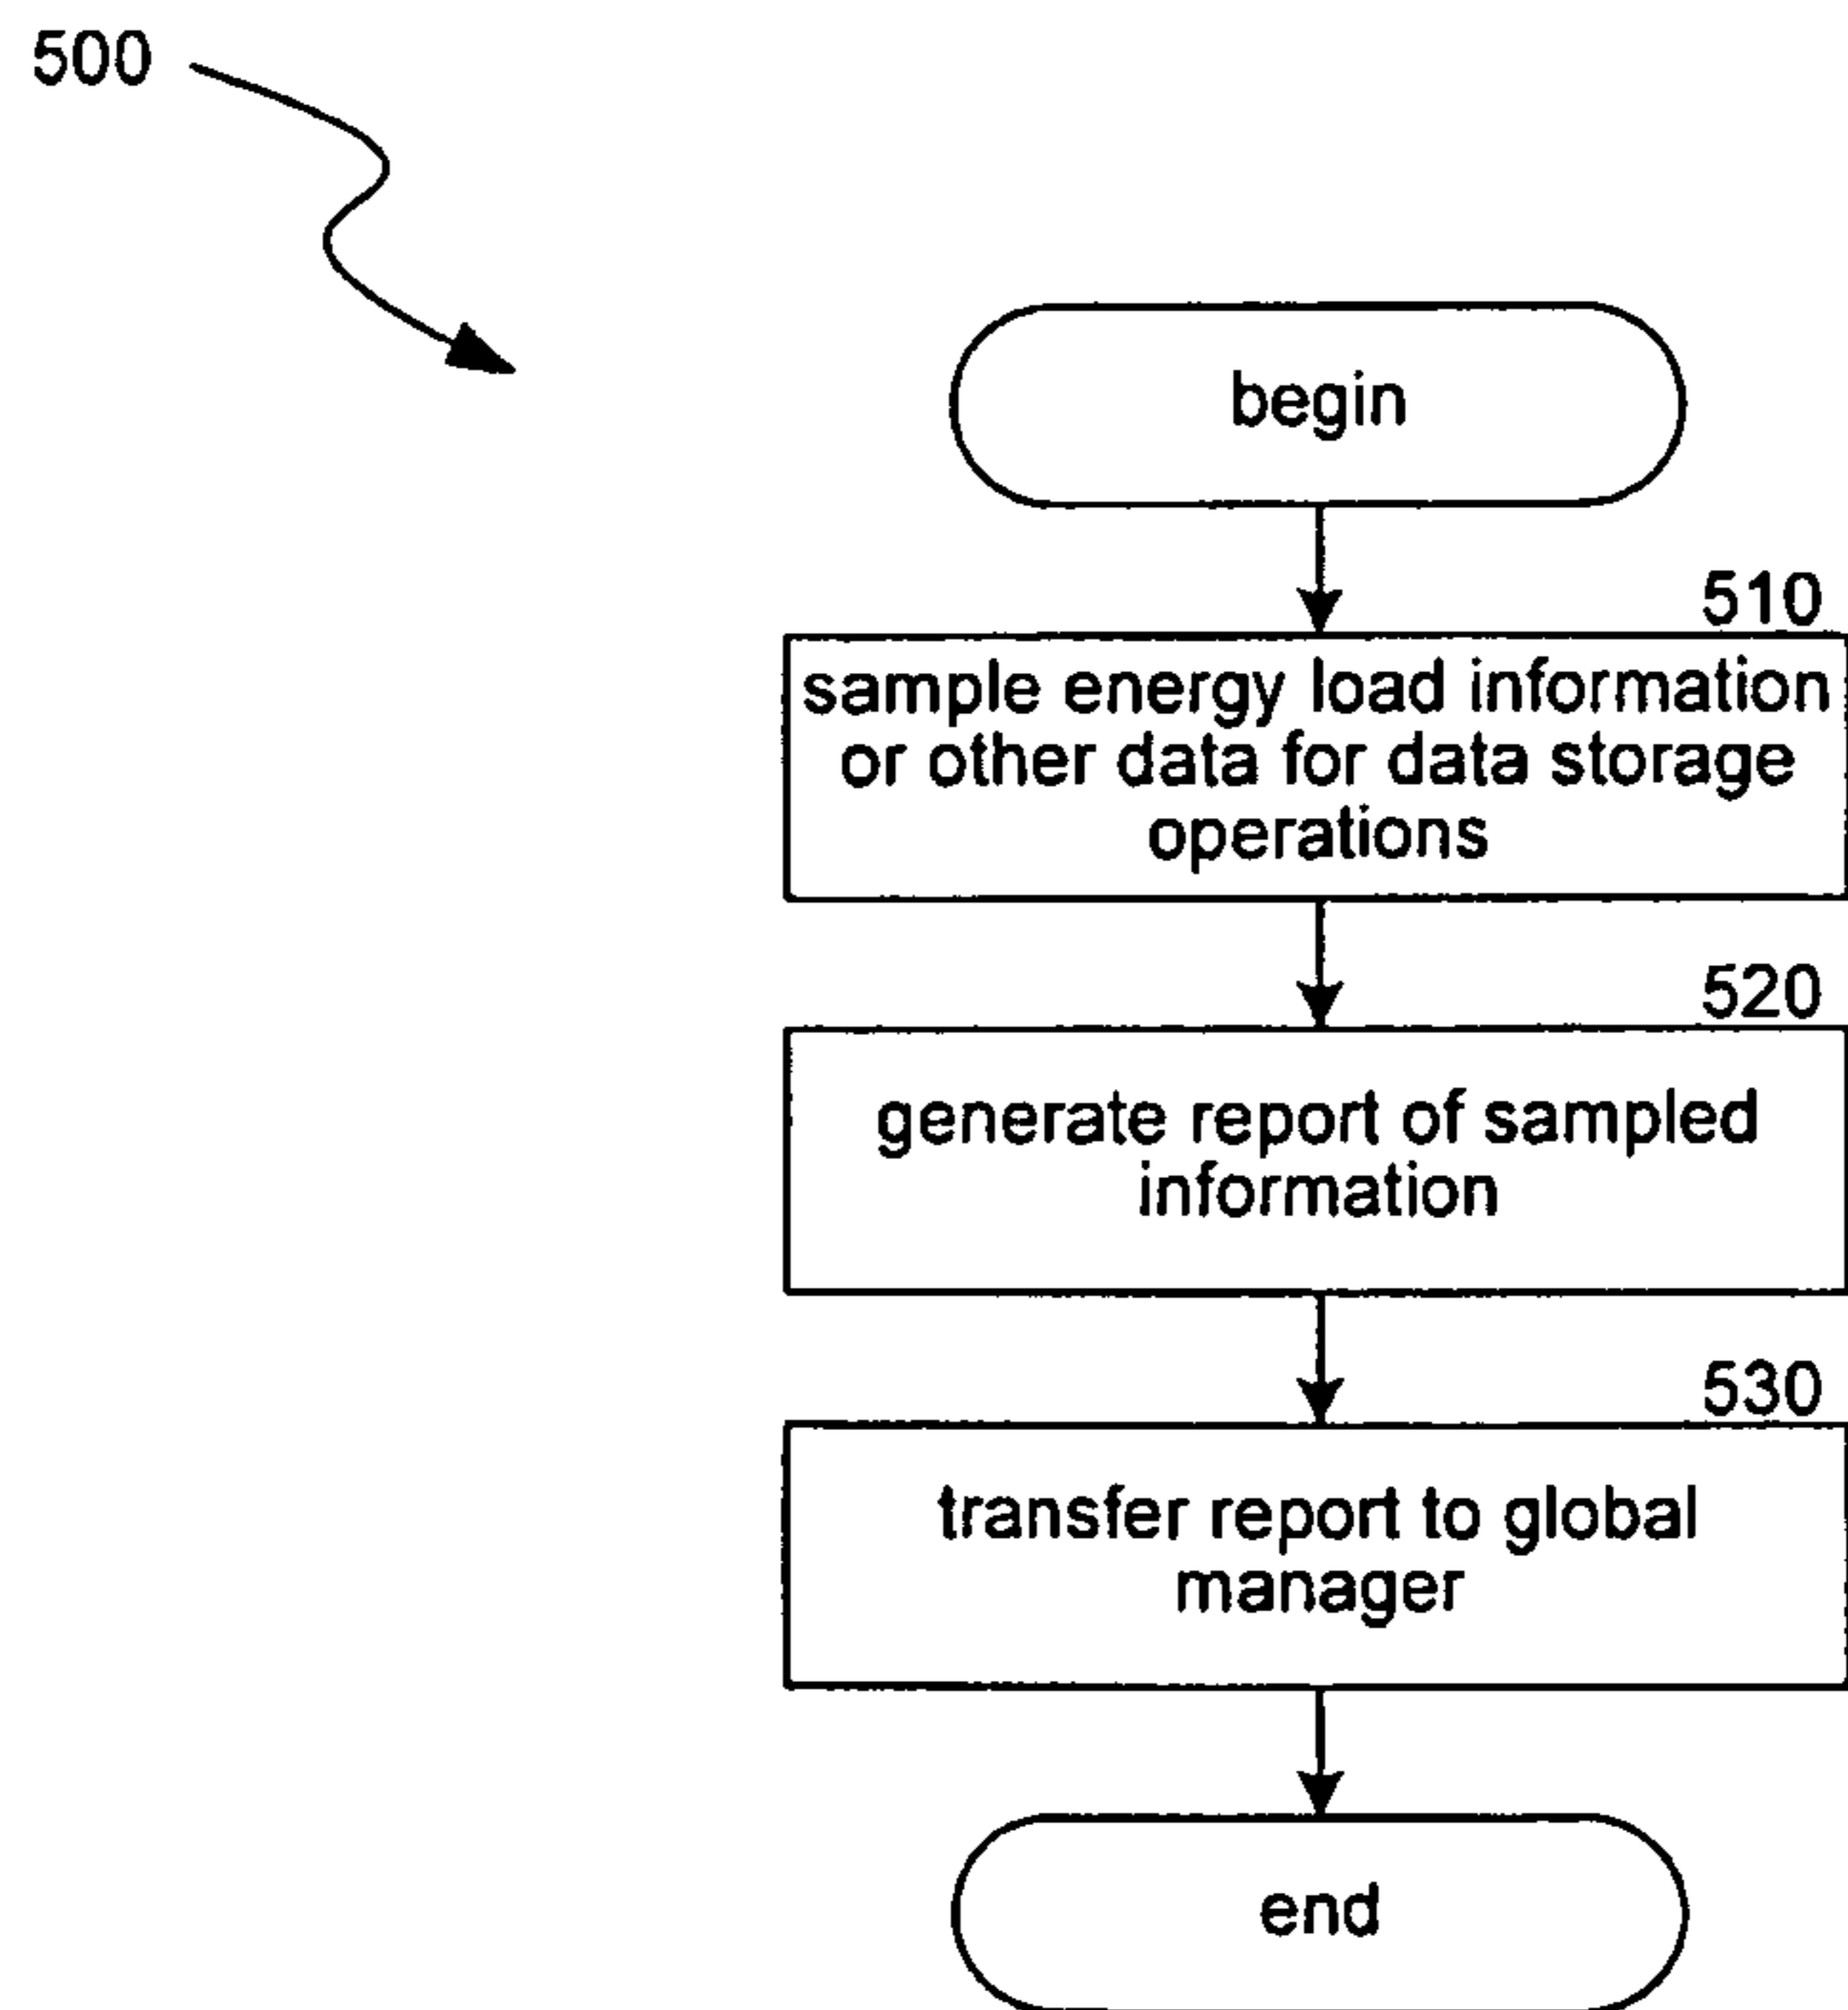 500
begin
510
sample energy load information
or other data for data storage
operations
520
generate report of sampled
information
530
transfer report to global
manager
end